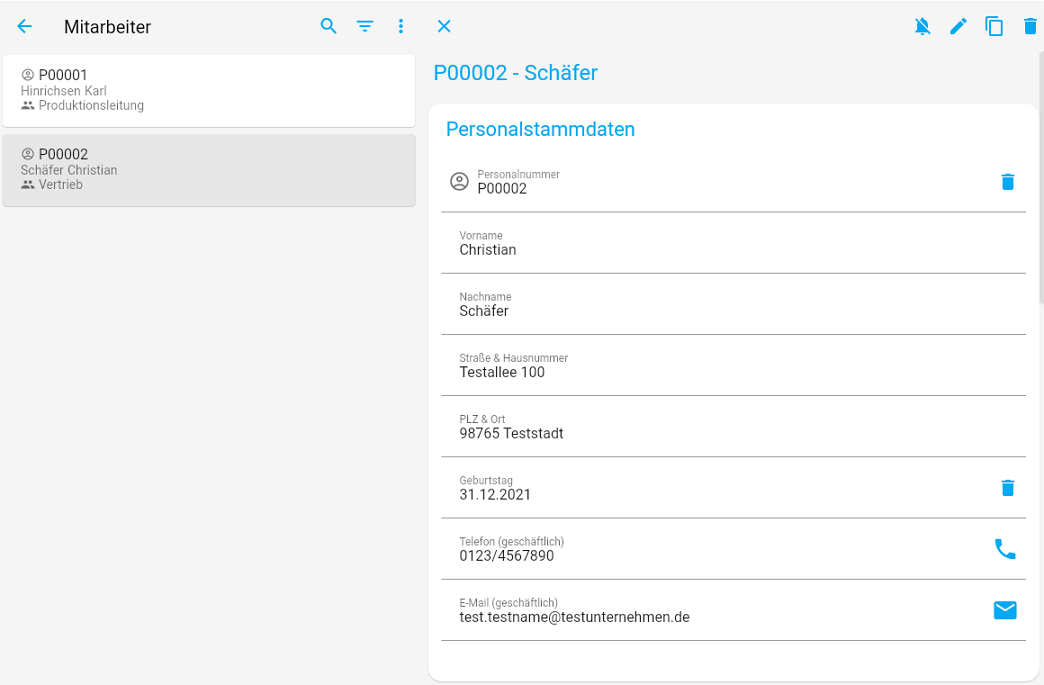 Mitarbeiter
P00001
Hinrichsen Karl
Produktionsleitung
P00002
Schäfer Christian
Vertrieb
P00002 - Schäfer
Personalstammdaten
Personalnummer
P00002
Vorname
Christian
Nachname
Schäfer
Straße & Hausnummer
Testallee 100
PLZ & Ort
98765 Teststadt
Geburtstag
31.12.2021
Telefon (geschäftlich)
0123/4567890
E-Mail (geschäftlich)
test.testname@testunternehmen.de